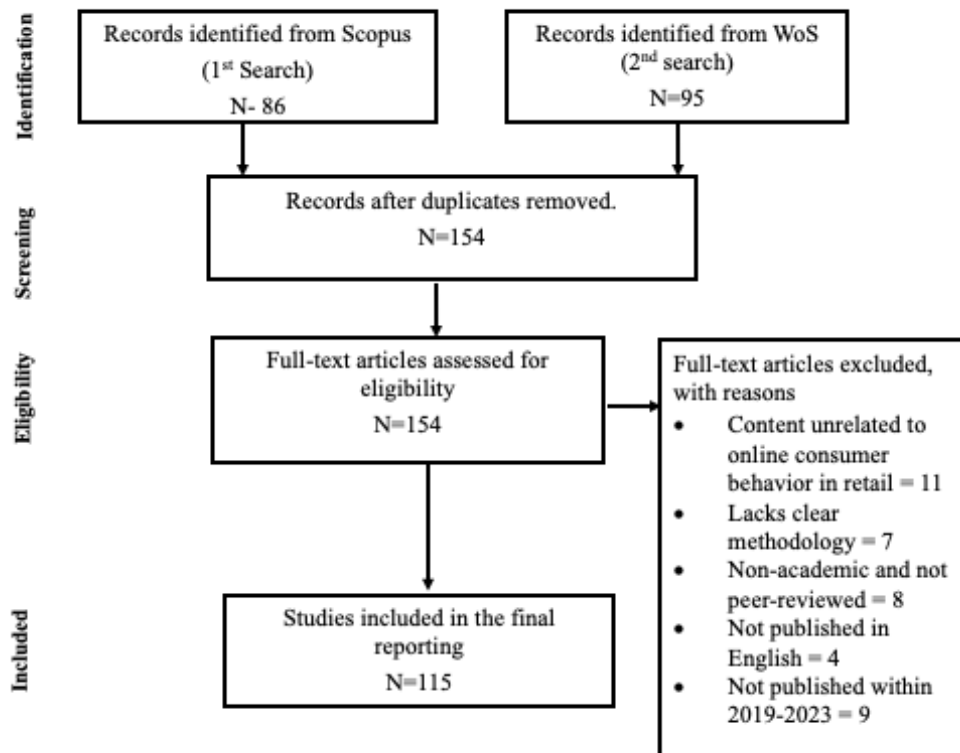 Identification
Records identified from Scopus
(1st Search)
N- 86
Records identified from WoS
(2nd search)
N=95
Screening
Records after duplicates removed.
N=154
Eligibility
Full-text articles assessed for
eligibility
N=154
Full-text articles excluded,
with reasons
• Content unrelated to
online consumer
behavior in retail = 11
• Lacks clear
methodology = 7
• Non-academic and not
peer-reviewed = 8
• Not published in
English = 4
• Not published within
2019-2023 = 9
Included
Studies included in the final
reporting
N=115